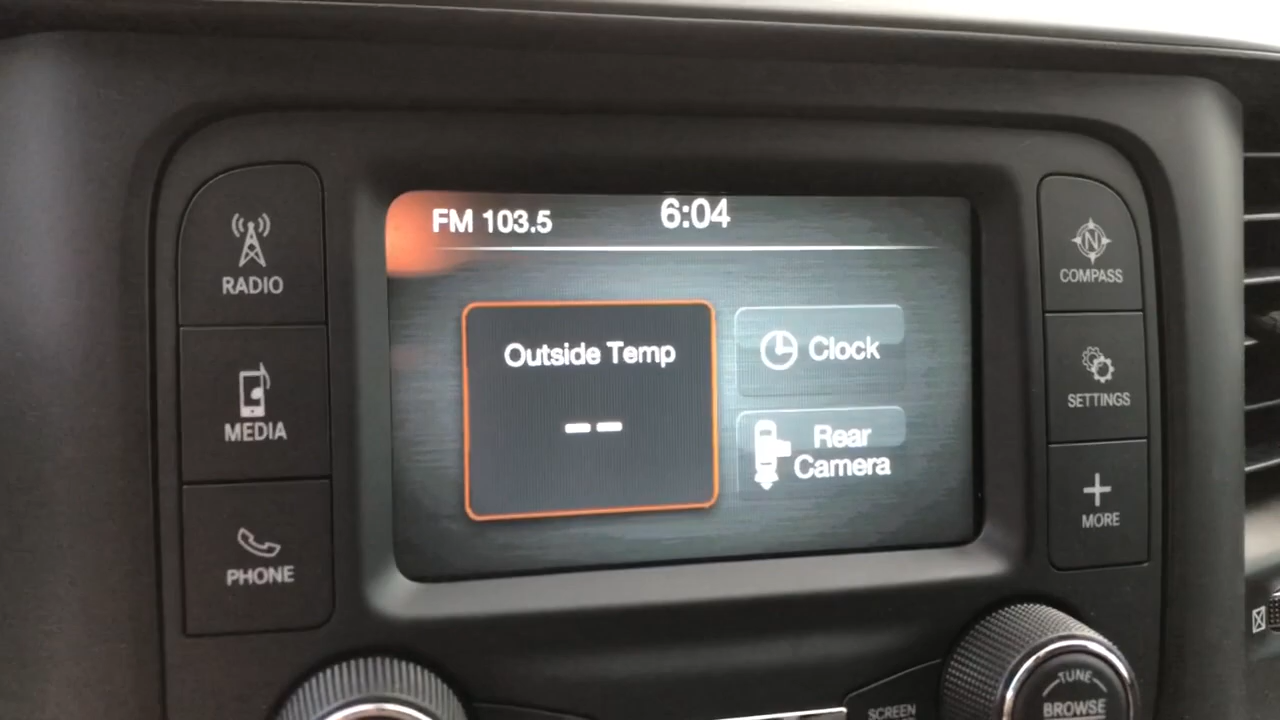 FM 103.5
6:04
RADIO
N
COMPASS
Outside Temp
--
Clock
MEDIA
SETTINGS
Rear
Camera
PHONE
MORE
TUNE
BROWSE
SCREEN